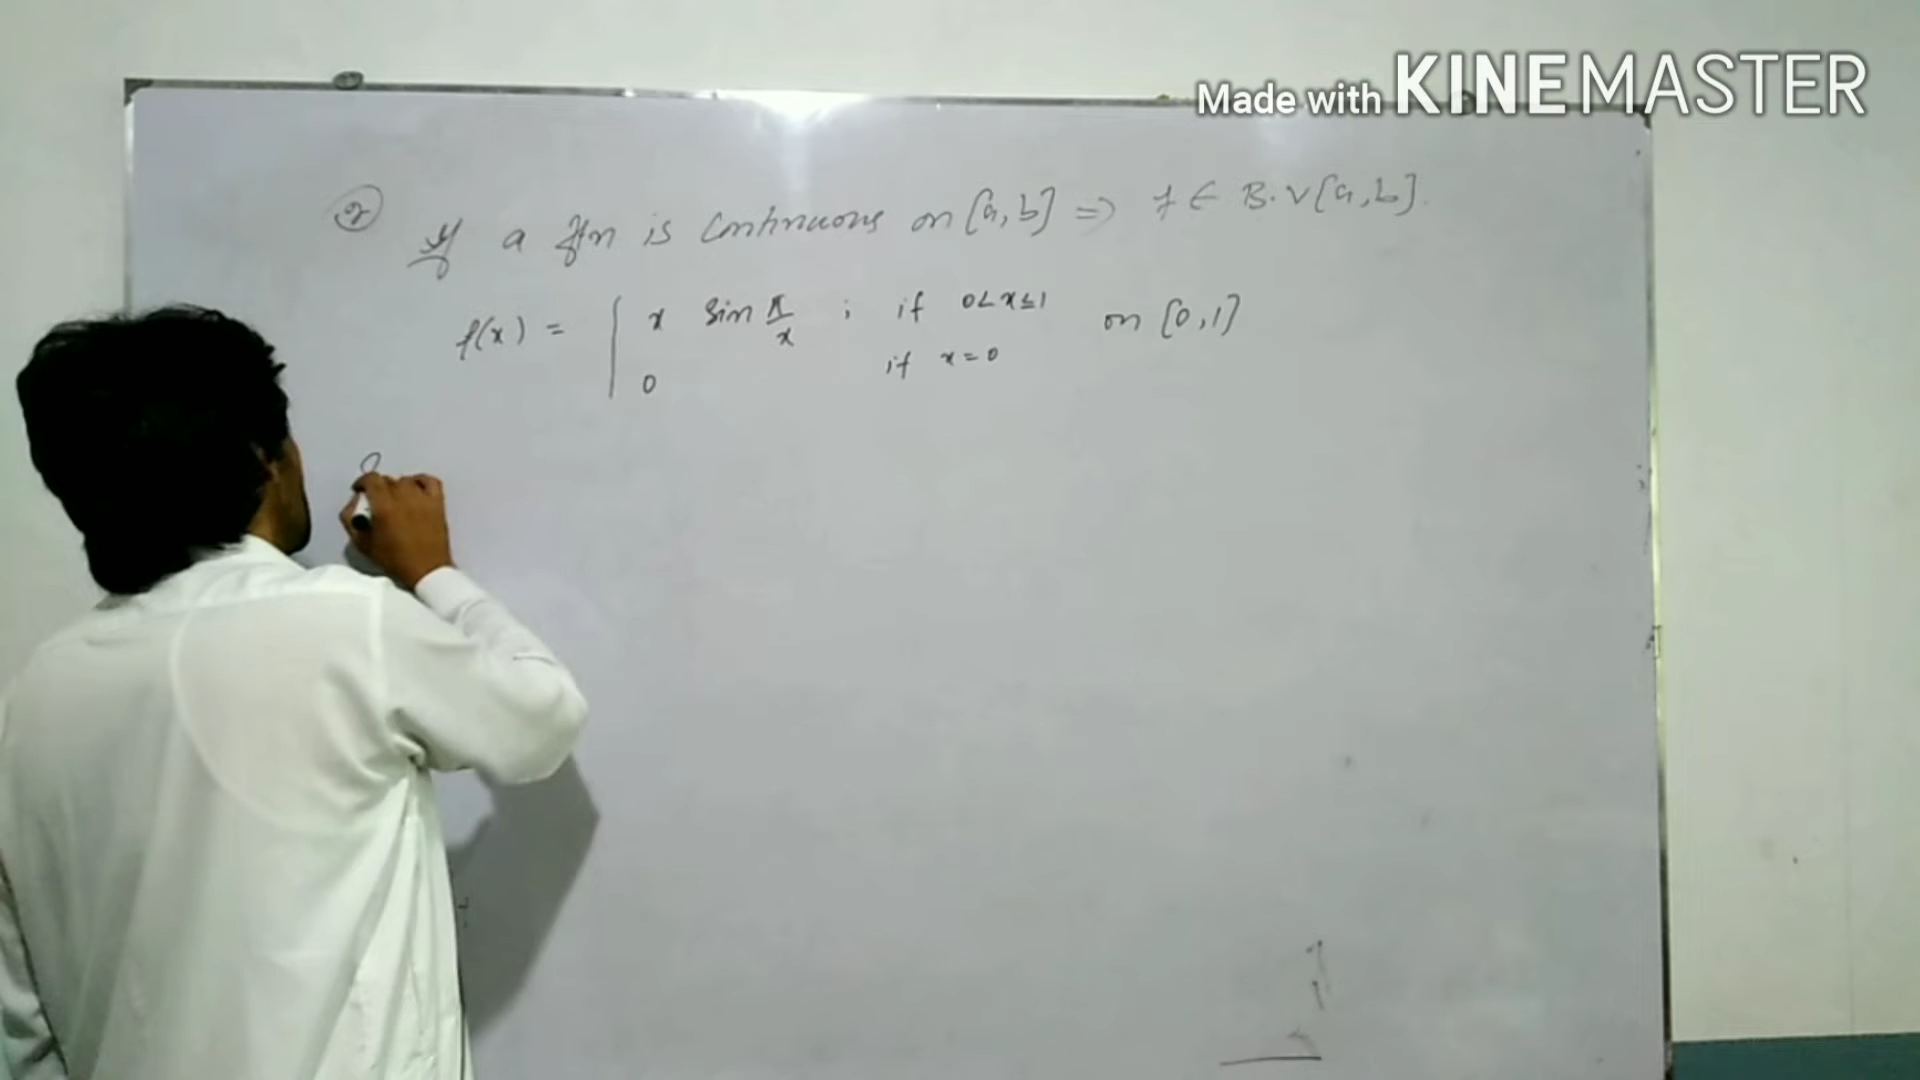 Made with KINEMASTER
② If a fn is continuous on [a,b] => f ∈ B.V[a,b].
f(x) = { x sin π/x ; if 0<x≤1 on [0,1]
0 if x=0